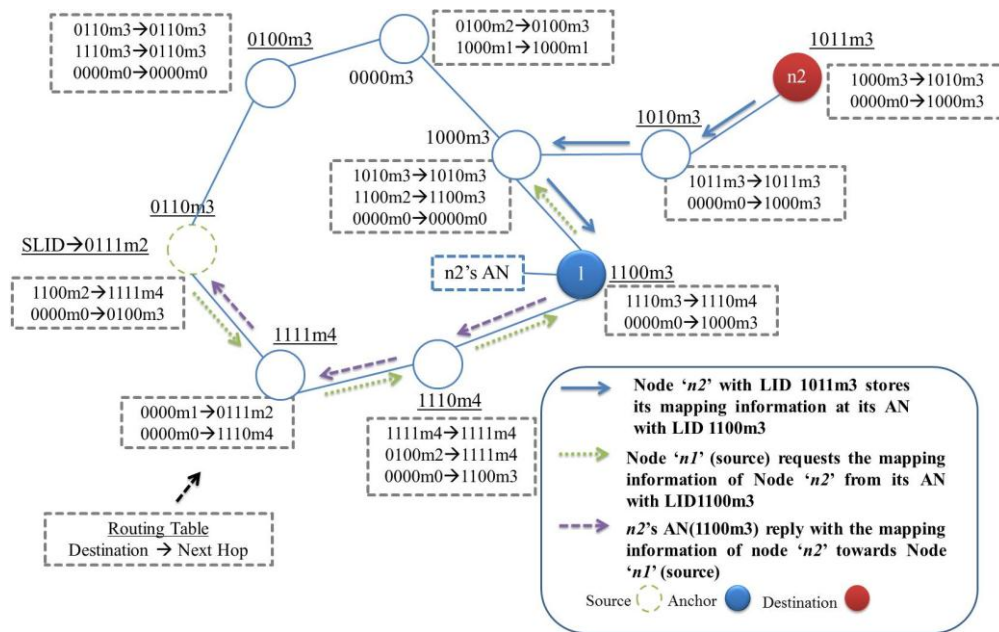 0110m3→0110m3
1110m3→0110m3
0000m0→0000m0
0100m3
0000m3
0100m2→0100m3
1000m1→1000m1
1011m3
n2
1000m3→1010m3
0000m0→1000m3
1010m3
1011m3→1011m3
0000m0→1000m3
1000m3
1010m3→1010m3
1100m2→1100m3
0000m0→0000m0
0110m3
SLID→0111m2
1100m2→1111m4
0000m0→0100m3
n2's AN
1
1100m3
1110m3→1110m4
0000m0→1000m3
1111m4
0000m1→0111m2
0000m0→1110m4
1110m4
1111m4→1111m4
0100m2→1111m4
0000m0→1100m3
Routing Table
Destination → Next Hop
Node 'n2' with LID 1011m3 stores
its mapping information at its AN
with LID 1100m3
Node 'n1' (source) requests the mapping
information of Node 'n2' from its AN
with LID1100m3
n2's AN(1100m3) reply with the mapping
information of node 'n2' towards Node
'n1' (source)
Source Anchor Destination